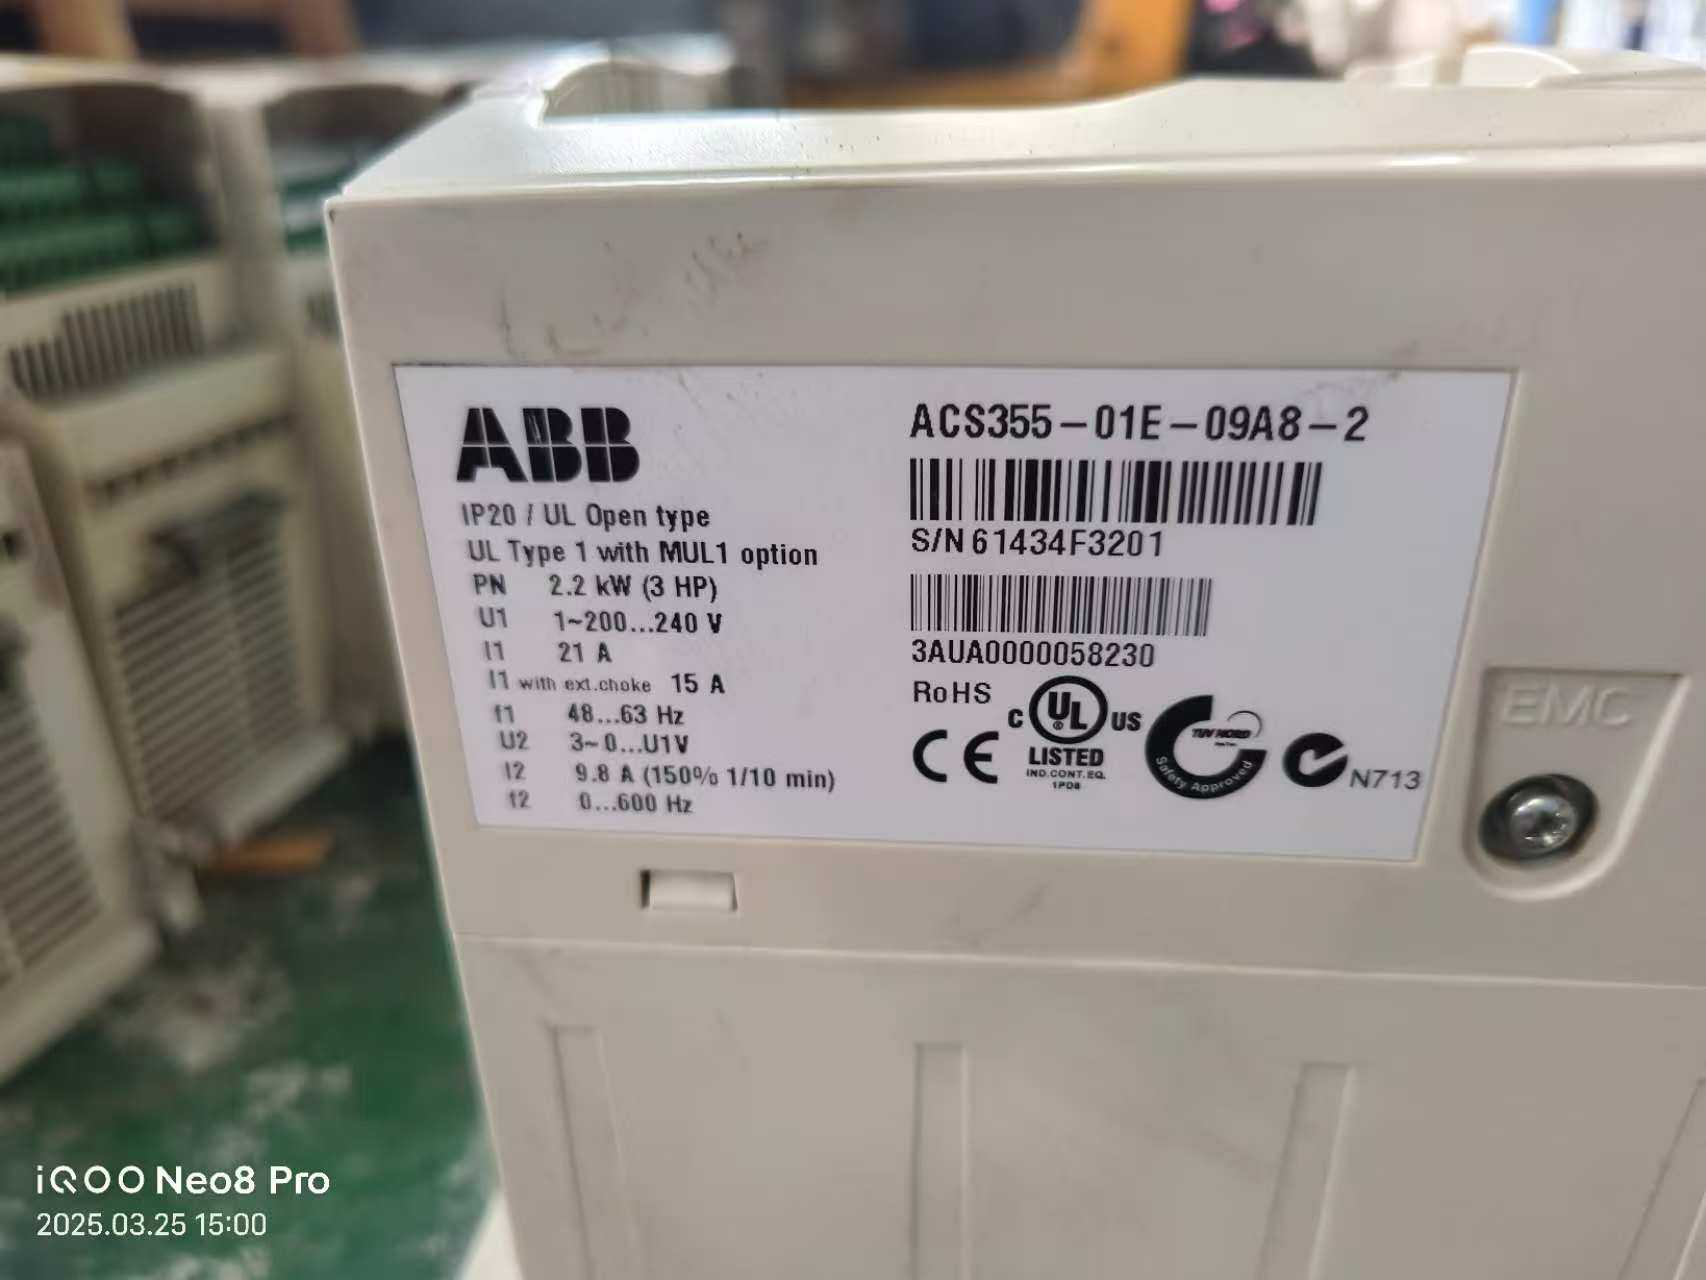 ABB
IP20 / UL Open type
UL Type 1 with MUL1 option
PN 2.2 kW (3 HP)
U1 1~200...240 V
I1 21 A
I1 with ext.choke 15 A
f1 48...63 Hz
U2 3~0...U1V
I2 9.8 A (150% 1/10 min)
f2 0...600 Hz
ACS355-01E-09A8-2
S/N 61434F3201
3AUA0000058230
RoHS
CE
C UL ® US
LISTED
IND.CONT.EQ.
1PD8
TUV NORD
Safety Approved
N713
EMC
iQOO Neo8 Pro
2025.03.25 15:00